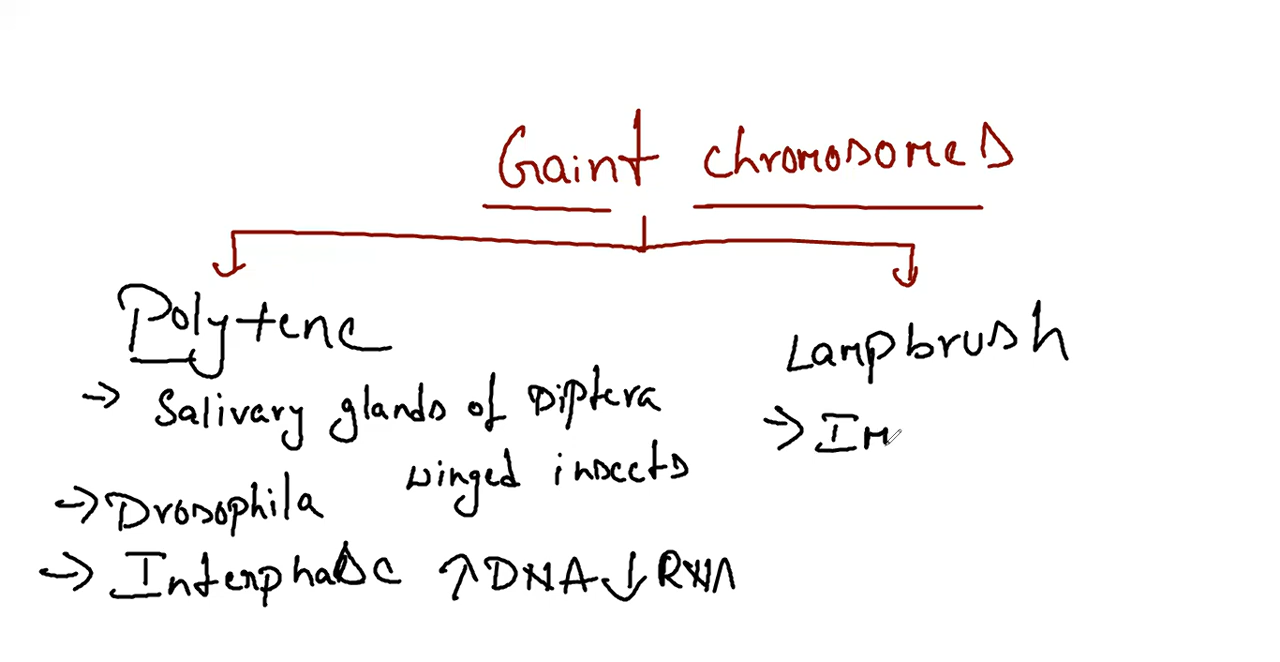 Gaint chromosomes
Polytene
→ Salivary glands of Diptera
winged insects
→ Drosophila
→ Interphase ↑DNA ↓RNA
Lampbrush
→ Im